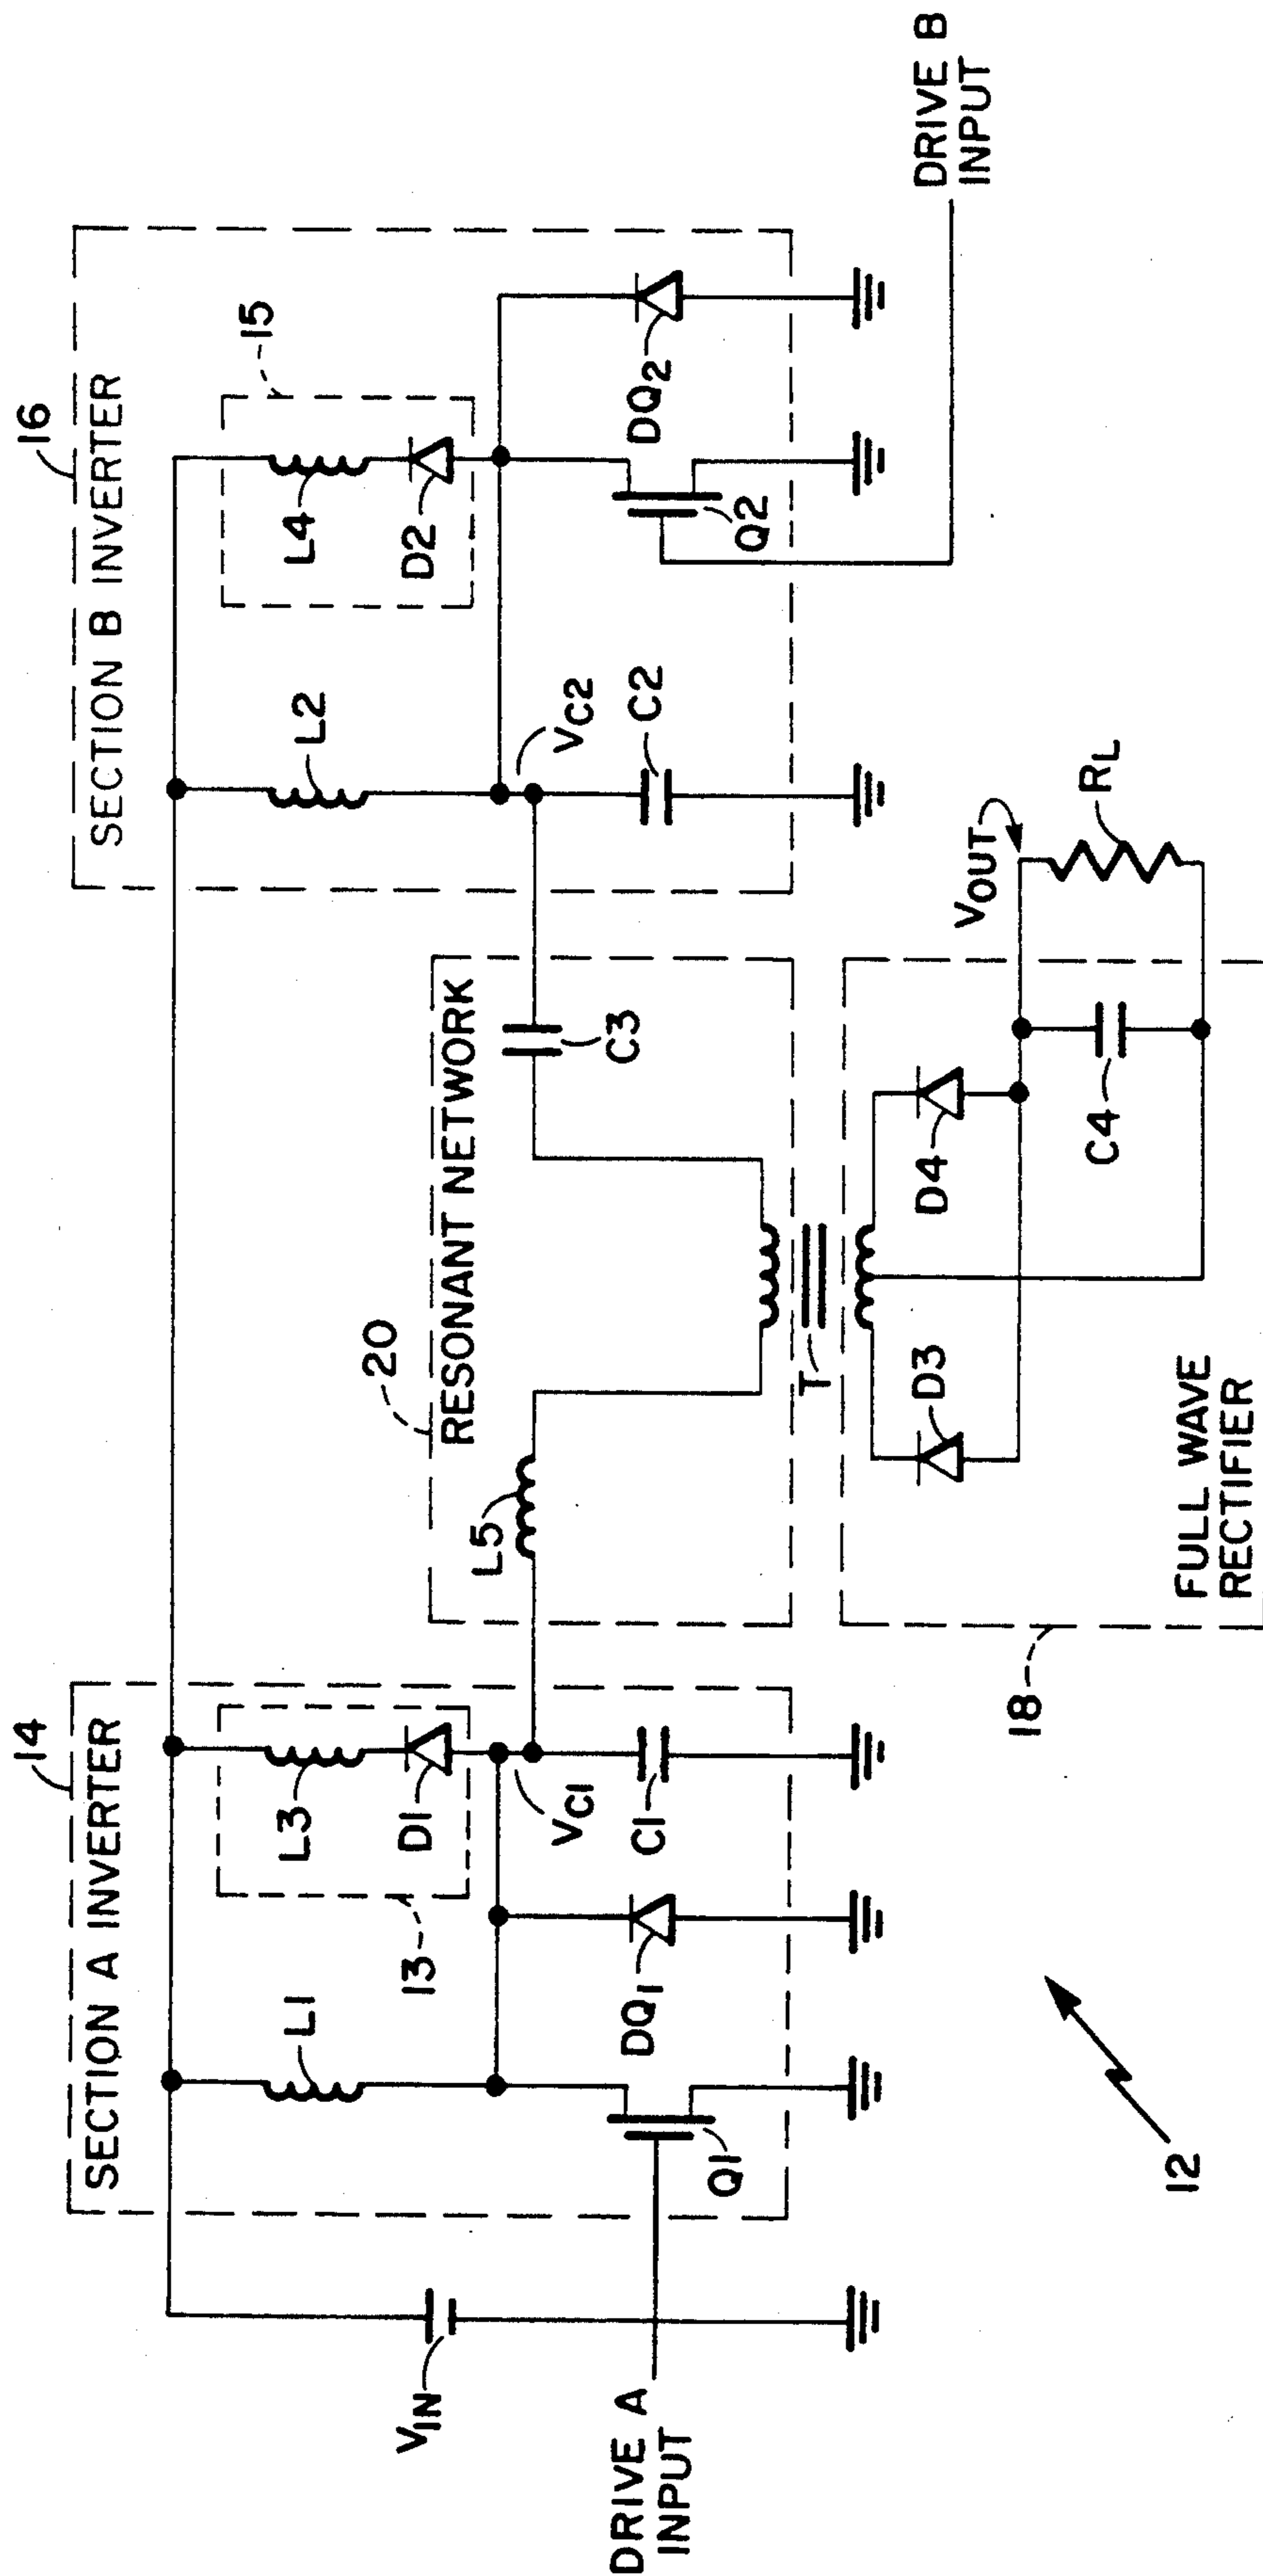 14
SECTION A INVERTER
L1
L3
D1
13
VC1
DQ1
C1
Q1
VIN
DRIVE A
INPUT
12
20
RESONANT NETWORK
L5
C3
T
16
SECTION B INVERTER
15
L2
L4
D2
VC2
C2
DQ2
Q2
DRIVE B
INPUT
18
FULL WAVE
RECTIFIER
D3
D4
C4
VOUT
RL